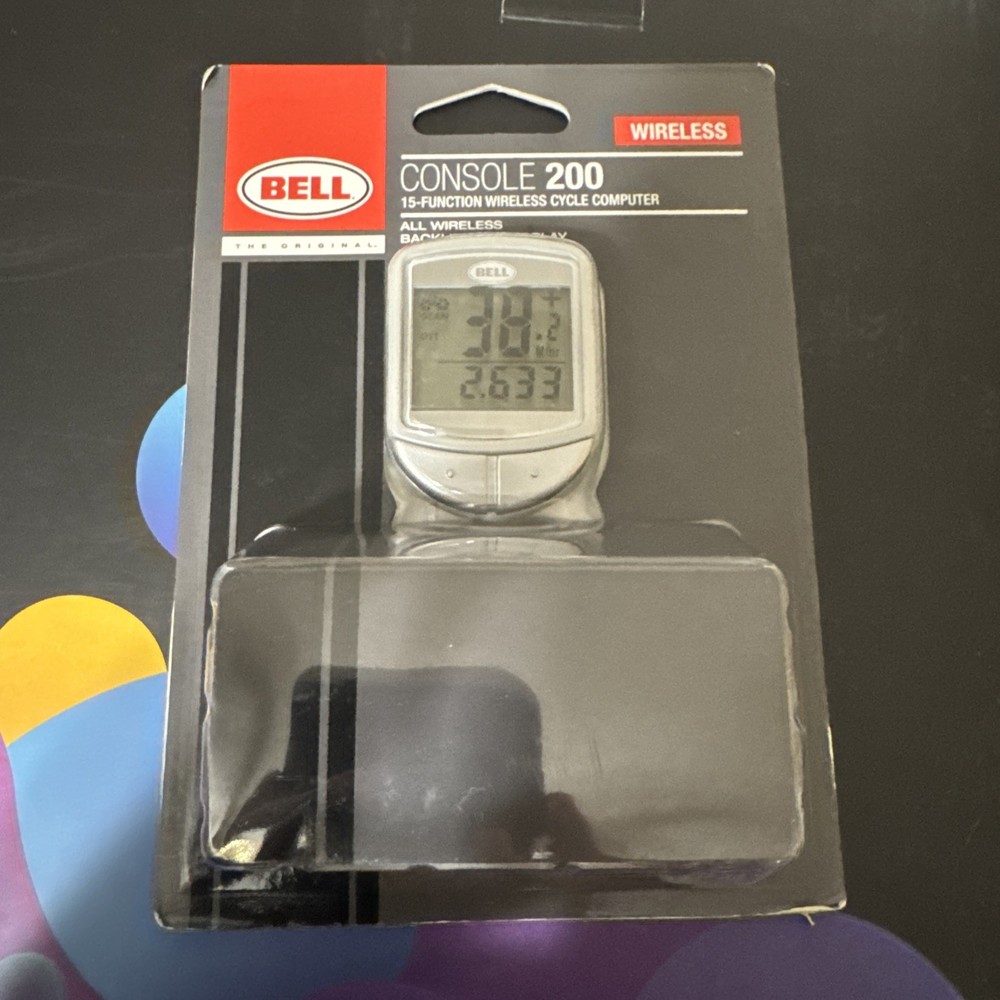 WIRELESS
BELL
CONSOLE 200
15-FUNCTION WIRELESS CYCLE COMPUTER
ALL WIRELESS
THE ORIGINAL.
BELL
SCAN
38.2
M/hr
2.633